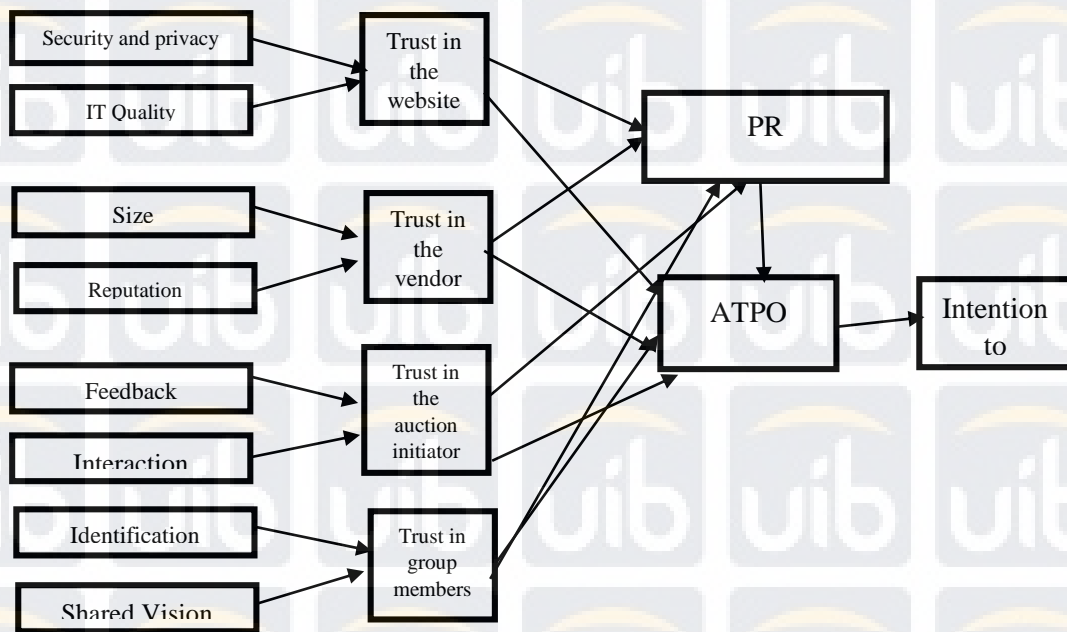 Security and privacy
IT Quality
Trust in
the
website
PR
Size
Reputation
Trust in
the
vendor
ATPO
Intention
to
Feedback
Interaction
Trust in
the
auction
initiator
Identification
Shared Vision
Trust in
group
members
uib